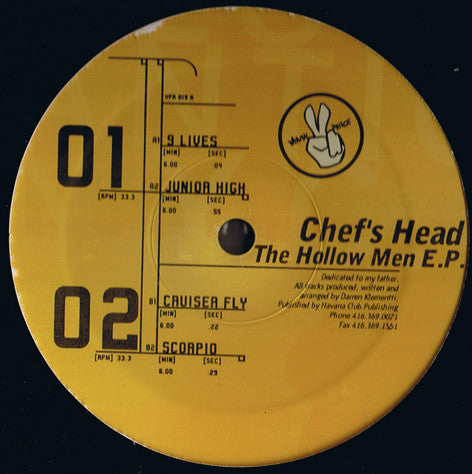 VPR 015 A
01
A1 9 LIVES
[MIN] [SEC]
6.00 .04
A2 JUNIOR HIGH
[RPM] 33.3
[MIN] [SEC]
6.00 .55
Chef's Head
The Hollow Men E.P.
Dedicated to my father.
All tracks produced, written and
arranged by Darren Klementti.
Published by Havana Club Publishing
Phone 416.369.0021
Fax 416.369.1551
02
B1 CRUISER FLY
[MIN] [SEC]
6.00 .22
B2 SCORPIO
[RPM] 33.3
[MIN] [SEC]
6.00 .29